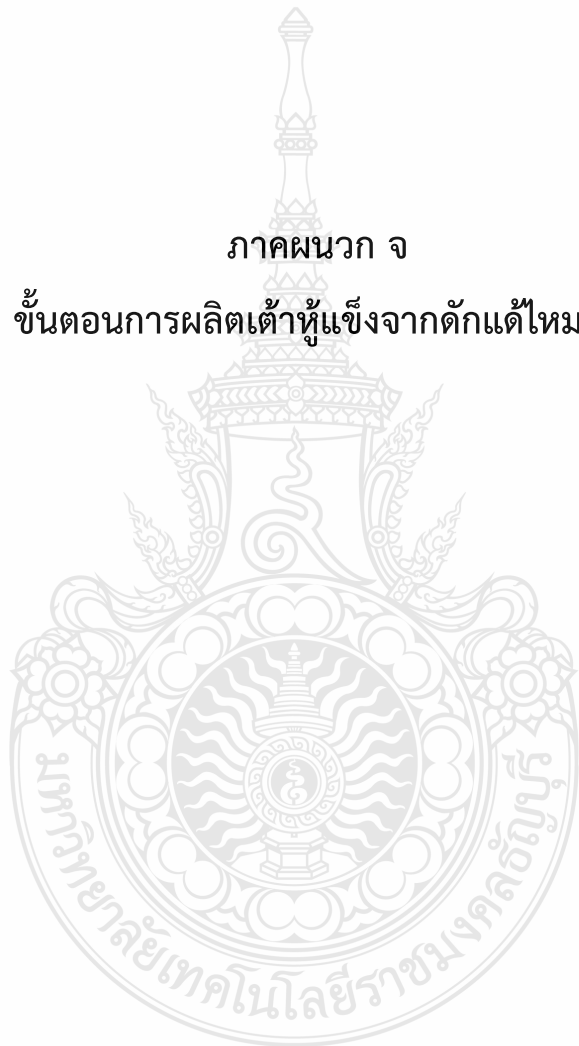 ภาคผนวก จ
ขั้นตอนการผลิตเต้าหู้แข็งจากดักแด้ไหม
มหาวิทยาลัยเทคโนโลยีราชมงคลธัญบุรี